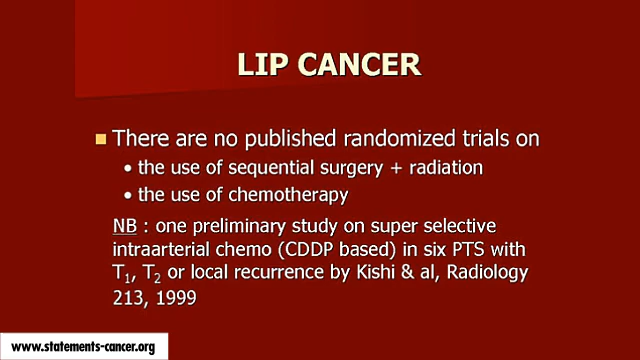 LIP CANCER
There are no published randomized trials on
• the use of sequential surgery + radiation
• the use of chemotherapy
NB : one preliminary study on super selective
intraarterial chemo (CDDP based) in six PTS with
T₁, T₂ or local recurrence by Kishi & al, Radiology
213, 1999
www.statements-cancer.org